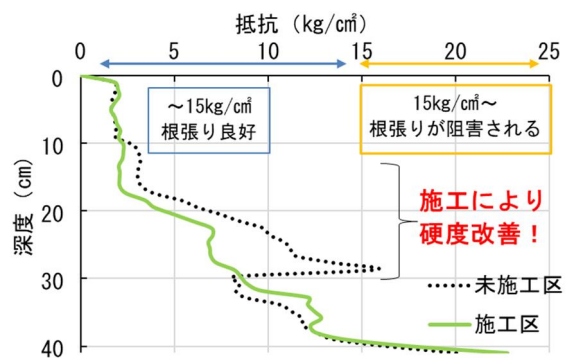 抵抗（kg/c㎡）
0 5 10 15 20 25
～15kg/c㎡
根張り良好
15kg/c㎡～
根張りが阻害される
施工により
硬度改善！
深度（cm）
0
10
20
30
40
未施工区
施工区